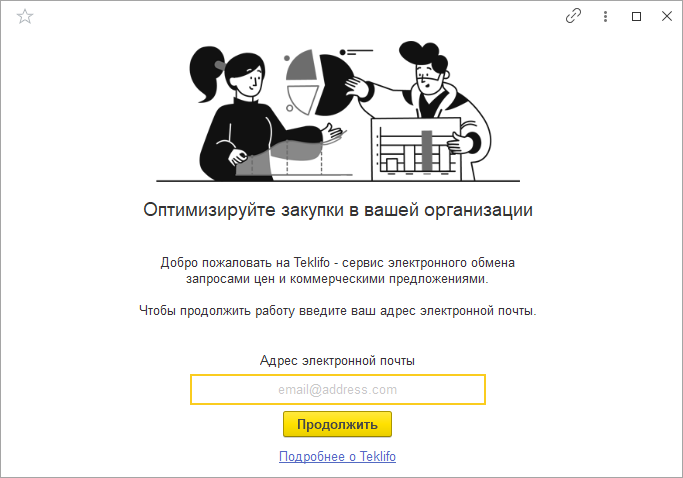 Оптимизируйте закупки в вашей организации
Добро пожаловать на Teklifo - сервис электронного обмена
запросами цен и коммерческими предложениями.
Чтобы продолжить работу введите ваш адрес электронной почты.
Адрес электронной почты
email@address.com
Продолжить
Подробнее о Teklifo